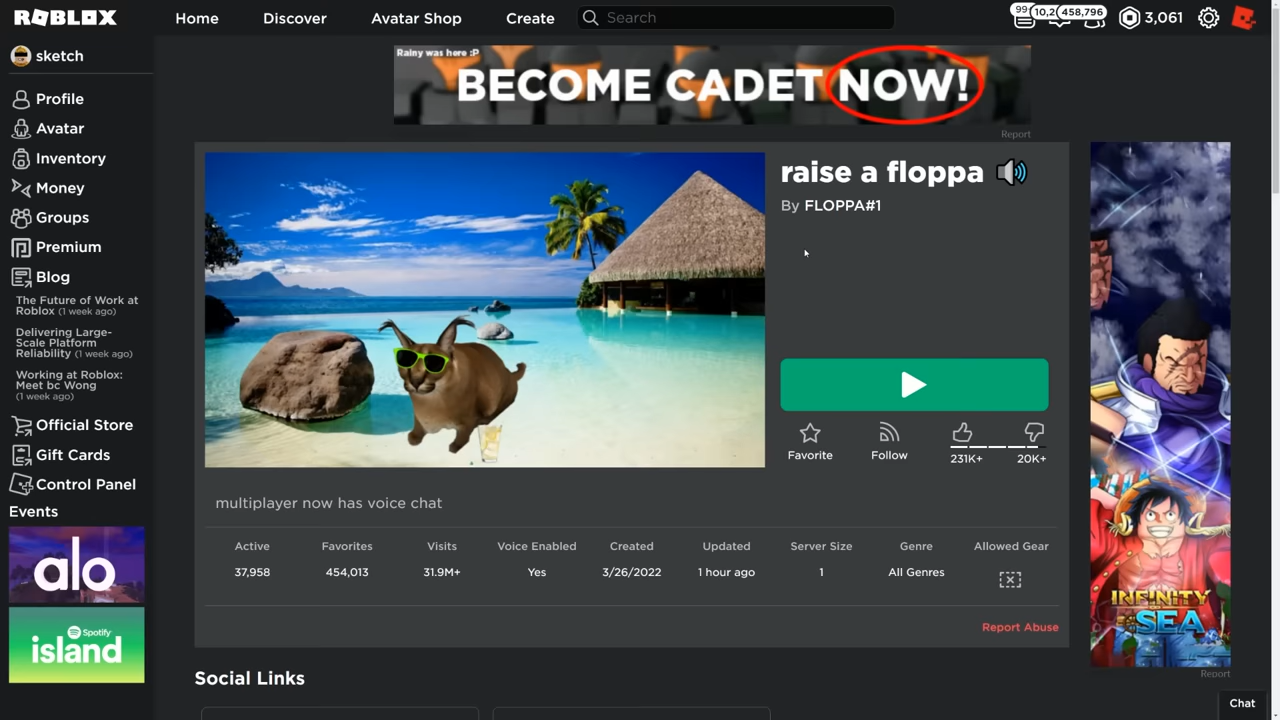 ROBLOX
Home
Discover
Avatar Shop
Create
Search
99+
10,2
458,796
3,061
sketch
Profile
Avatar
Inventory
Money
Groups
Premium
Blog
The Future of Work at
Roblox (1 week ago)
Delivering Large-
Scale Platform
Reliability (1 week ago)
Working at Roblox:
Meet bc Wong
(1 week ago)
Official Store
Gift Cards
Control Panel
Events
alo
Spotify
island
Rainy was here :P
BECOME CADET NOW!
Report
raise a floppa
By FLOPPA#1
Favorite
Follow
231K+
20K+
multiplayer now has voice chat
Active Favorites Visits Voice Enabled Created Updated Server Size Genre Allowed Gear
37,958 454,013 31.9M+ Yes 3/26/2022 1 hour ago 1 All Genres
Report Abuse
Social Links
INFINITY
SEA
Report
Chat